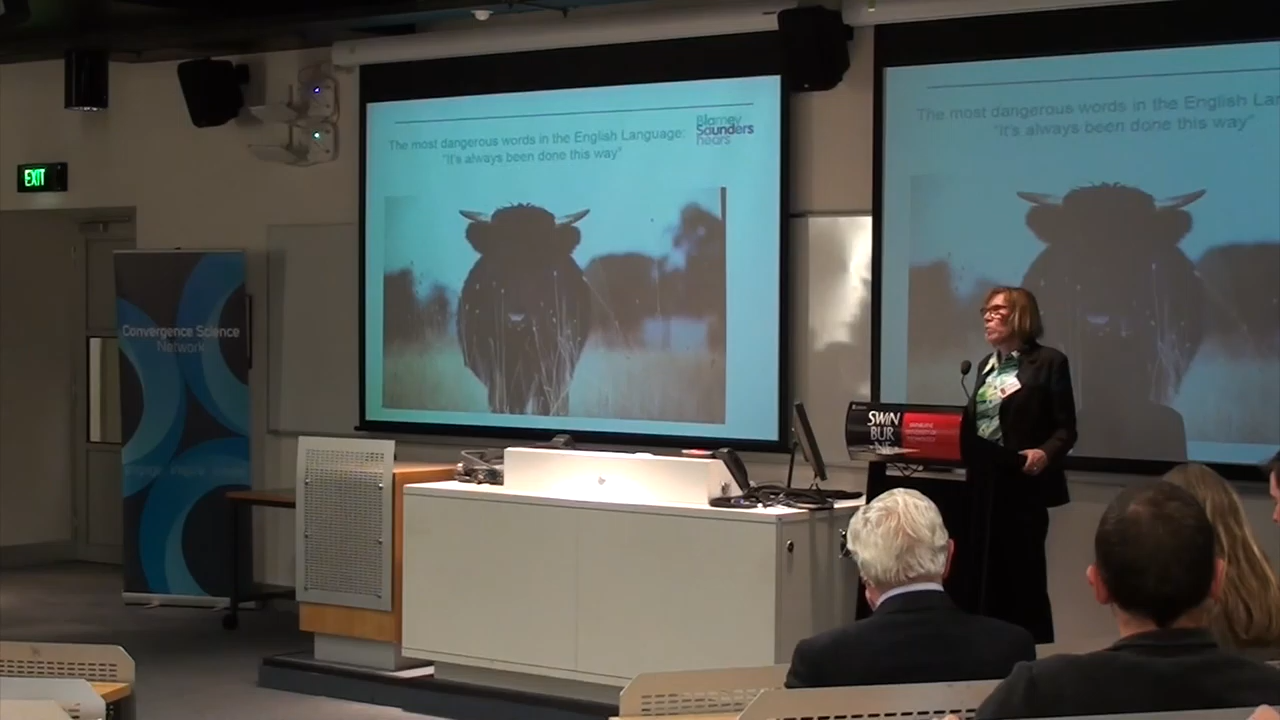 The most dangerous words in the English Language:
"It's always been done this way"
Blamey
Saunders
hears
The most dangerous words in the English La
"It's always been done this way"
EXIT
Convergence Science
Network
SWIN
BUR
NE